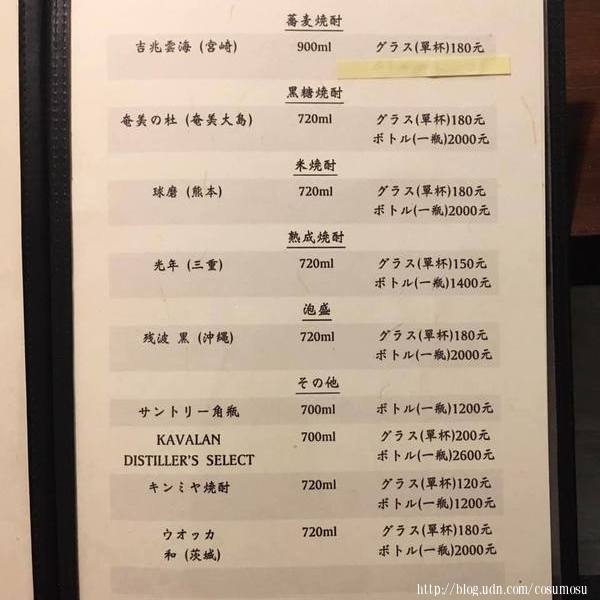 蕎麦焼酎
吉兆雲海 (宮崎) 900ml グラス(單杯)180元
黒糖焼酎
奄美の杜 (奄美大島) 720ml グラス(單杯)180元
ボトル(一瓶)2000元
米焼酎
球磨 (熊本) 720ml グラス(單杯)180元
ボトル(一瓶)2000元
熟成焼酎
光年 (三重) 720ml グラス(單杯)150元
ボトル(一瓶)1400元
泡盛
残波 黒 (沖縄) 720ml グラス(單杯)180元
ボトル(一瓶)2000元
その他
サントリー角瓶 700ml ボトル(一瓶)1200元
KAVALAN 700ml グラス(單杯)200元
DISTILLER'S SELECT ボトル(一瓶)2600元
キンミヤ焼酎 720ml グラス(單杯)120元
ボトル(一瓶)1200元
ウオッカ 720ml グラス(單杯)180元
和 (茨城) ボトル(一瓶)2000元
http://blog.udn.com/cosumosu